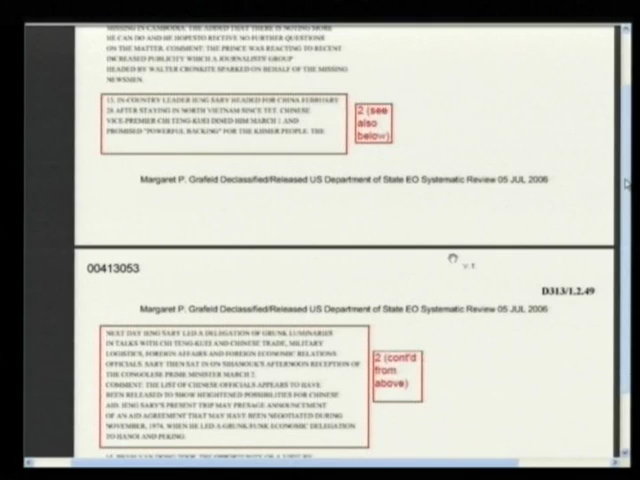 MISSING IN CAMBODIA. THE ADDED THAT THERE IS NOTING MORE
HE CAN DO AND HE HOPESTO RECEIVE NO FURTHER QUESTIONS
ON THE MATTER. COMMENT: THE PRINCE WAS REACTING TO RECENT
INCREASED PUBLICITY WHICH A JOURNALISTS' GROUP
HEADED BY WALTER CRONKITE SPARKED ON BEHALF OF THE MISSING
NEWSMEN.
13. IN-COUNTRY LEADER IENG SARY HEADED FOR CHINA FEBRUARY
28 AFTER STAYING IN NORTH VIETNAM SINCE TET. CHINESE
VICE-PREMIER CHI TENG-KUEI DINED HIM MARCH 1 AND
PROMISED "POWERFUL BACKING" FOR THE KHMER PEOPLE. THE
2 (see
also
below)
Margaret P. Grafeld Declassified/Released US Department of State EO Systematic Review 05 JUL 2006
00413053
D313/1.2.49
Margaret P. Grafeld Declassified/Released US Department of State EO Systematic Review 05 JUL 2006
NEXT DAY IENG SARY LED A DELEGATION OF GRUNK LUMINARIES
IN TALKS WITH CHI TENG-KUEI AND CHINESE TRADE, MILITARY
LOGISTICS, FOREIGN AFFAIRS AND FOREIGN ECONOMIC RELATIONS
OFFICIALS. SARY THEN SAT IN ON SIHANOUK'S AFTERNOON RECEPTION OF
THE CONGOLESE PRIME MINISTER MARCH 2.
COMMENT: THE LIST OF CHINESE OFFICIALS APPEARS TO HAVE
BEEN RELEASED TO SHOW HEIGHTENED POSSIBILITIES FOR CHINESE
AID. IENG SARY'S PRESENT TRIP MAY PRESAGE ANNOUNCEMENT
OF AN AID AGREEMENT THAT MAY HAVE BEEN NEGOTIATED DURING
NOVEMBER, 1974, WHEN HE LED A GRUNK/FUNK ECONOMIC DELEGATION
TO HANOI AND PEKING.
2 (cont'd
from
above)